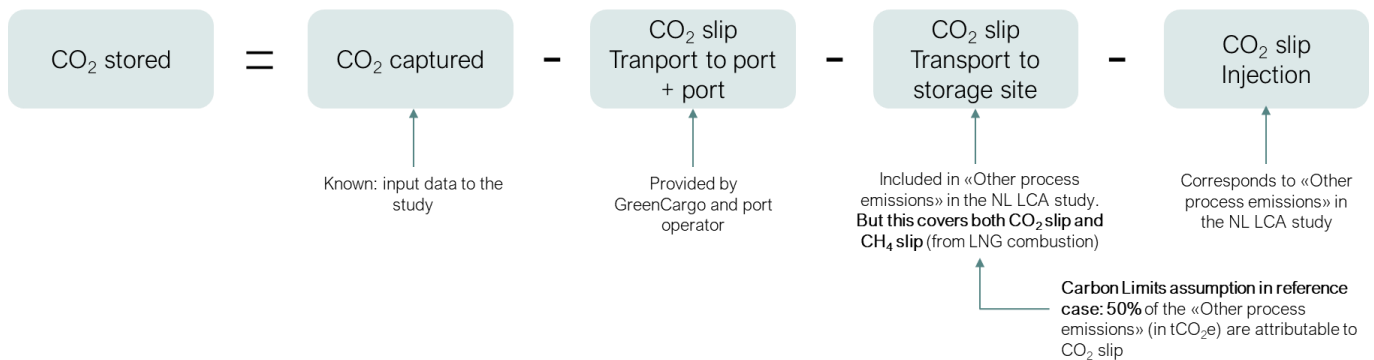 CO₂ stored
=
CO₂ captured
-
CO₂ slip
Tranport to port
+ port
-
CO₂ slip
Transport to
storage site
-
CO₂ slip
Injection
Known: input data to the
study
Provided by
GreenCargo and port
operator
Included in «Other process
emissions» in the NL LCA study.
But this covers both CO₂ slip and
CH₄ slip (from LNG combustion)
Corresponds to «Other
process emissions» in
the NL LCA study
Carbon Limits assumption in reference
case: 50% of the «Other process
emissions» (in tCO₂e) are attributable to
CO₂ slip